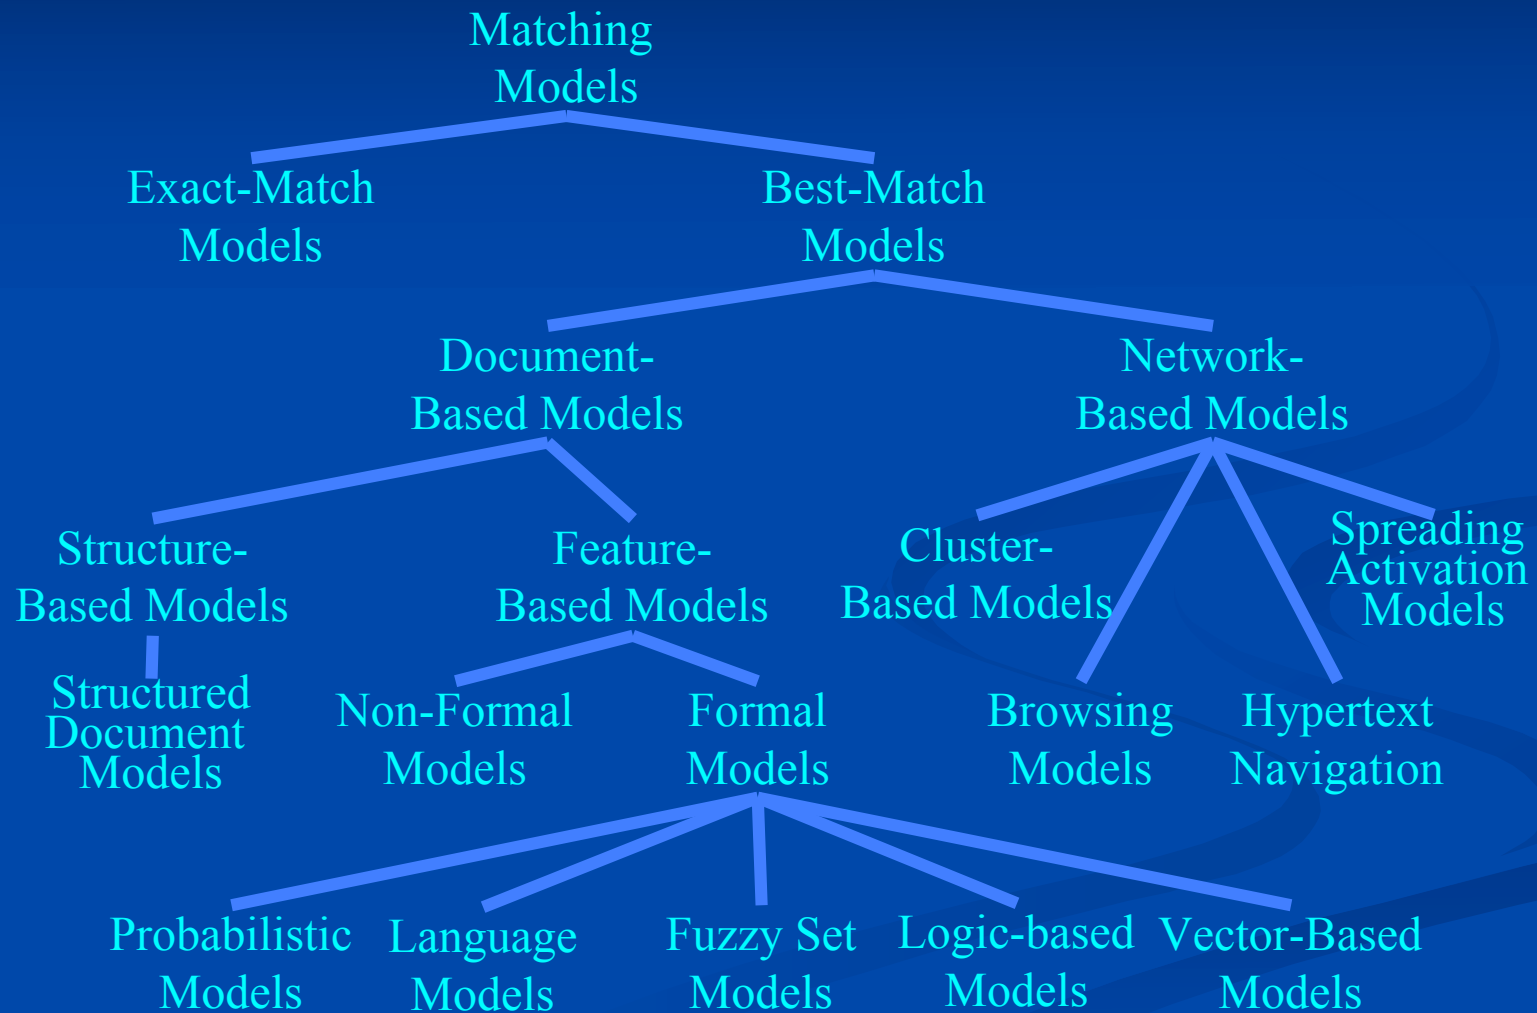 Matching
Models
Exact-Match
Models
Best-Match
Models
Document-
Based Models
Network-
Based Models
Structure-
Based Models
Feature-
Based Models
Cluster-
Based Models
Spreading
Activation
Models
Structured
Document
Models
Non-Formal
Models
Formal
Models
Browsing
Models
Hypertext
Navigation
Probabilistic
Models
Language
Models
Fuzzy Set
Models
Logic-based
Models
Vector-Based
Models